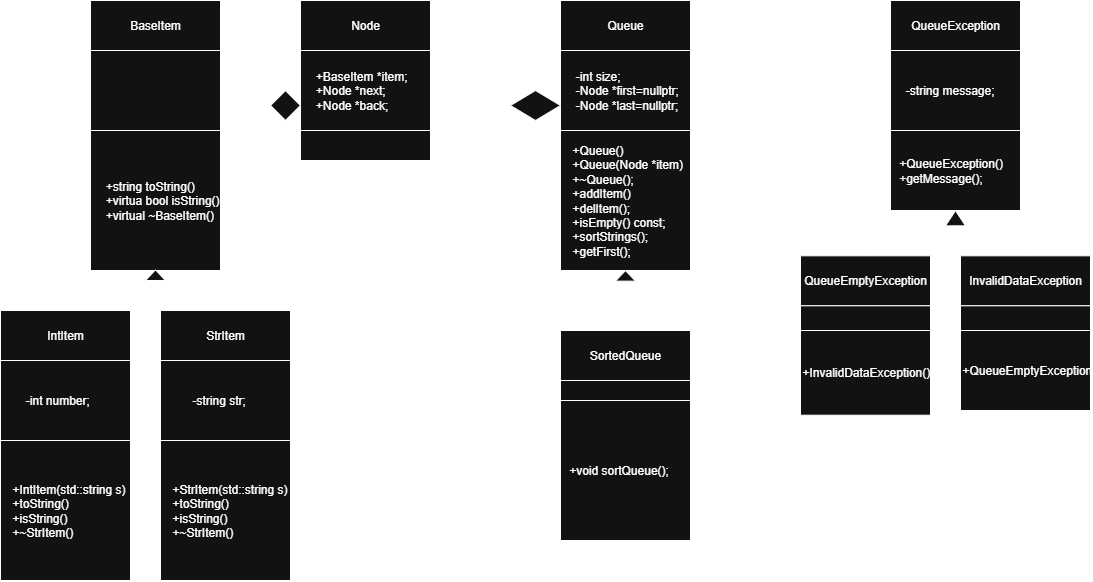 BaseItem
+string toString()
+virtua bool isString()
+virtual ~BaseItem()
Node
+BaseItem *item;
+Node *next;
+Node *back;
Queue
-int size;
-Node *first=nullptr;
-Node *last=nullptr;
+Queue()
+Queue(Node *item)
+~Queue();
+addItem()
+delItem();
+isEmpty() const;
+sortStrings();
+getFirst();
QueueException
-string message;
+QueueException()
+getMessage();
IntItem
-int number;
+IntItem(std::string s)
+toString()
+isString()
+~StrItem()
StrItem
-string str;
+StrItem(std::string s)
+toString()
+isString()
+~StrItem()
SortedQueue
+void sortQueue();
QueueEmptyException
+InvalidDataException()
InvalidDataException
+QueueEmptyException